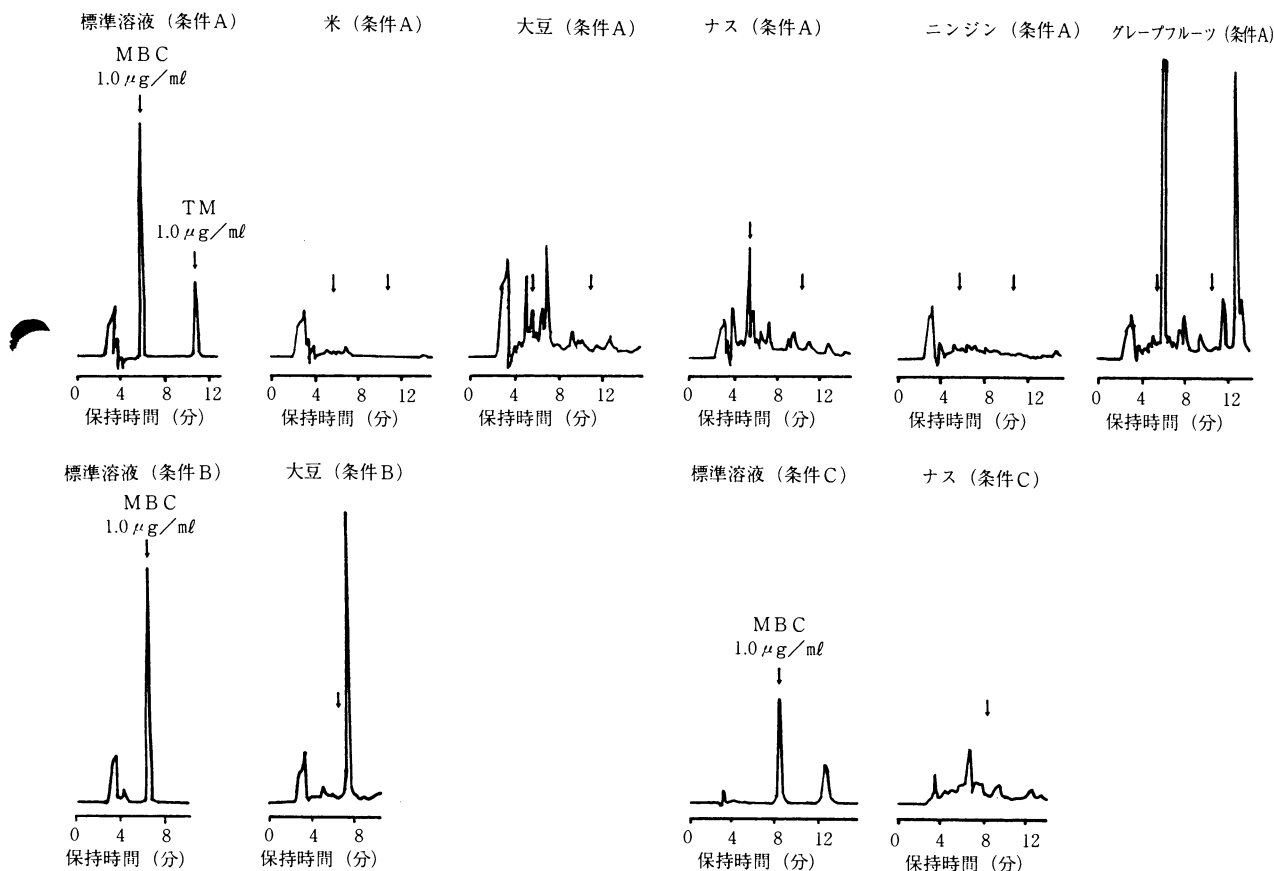 標準溶液 (条件A)
MBC
1.0 μg/mℓ
TM
1.0 μg/mℓ
0 4 8 12
保持時間 (分)
米 (条件A)
0 4 8 12
保持時間 (分)
大豆 (条件A)
0 4 8 12
保持時間 (分)
ナス (条件A)
0 4 8 12
保持時間 (分)
ニンジン (条件A)
0 4 8 12
保持時間 (分)
グレープフルーツ (条件A)
0 4 8 12
保持時間 (分)
標準溶液 (条件B)
MBC
1.0 μg/mℓ
0 4 8
保持時間 (分)
大豆 (条件B)
0 4 8
保持時間 (分)
標準溶液 (条件C)
MBC
1.0 μg/mℓ
0 4 8 12
保持時間 (分)
ナス (条件C)
0 4 8 12
保持時間 (分)